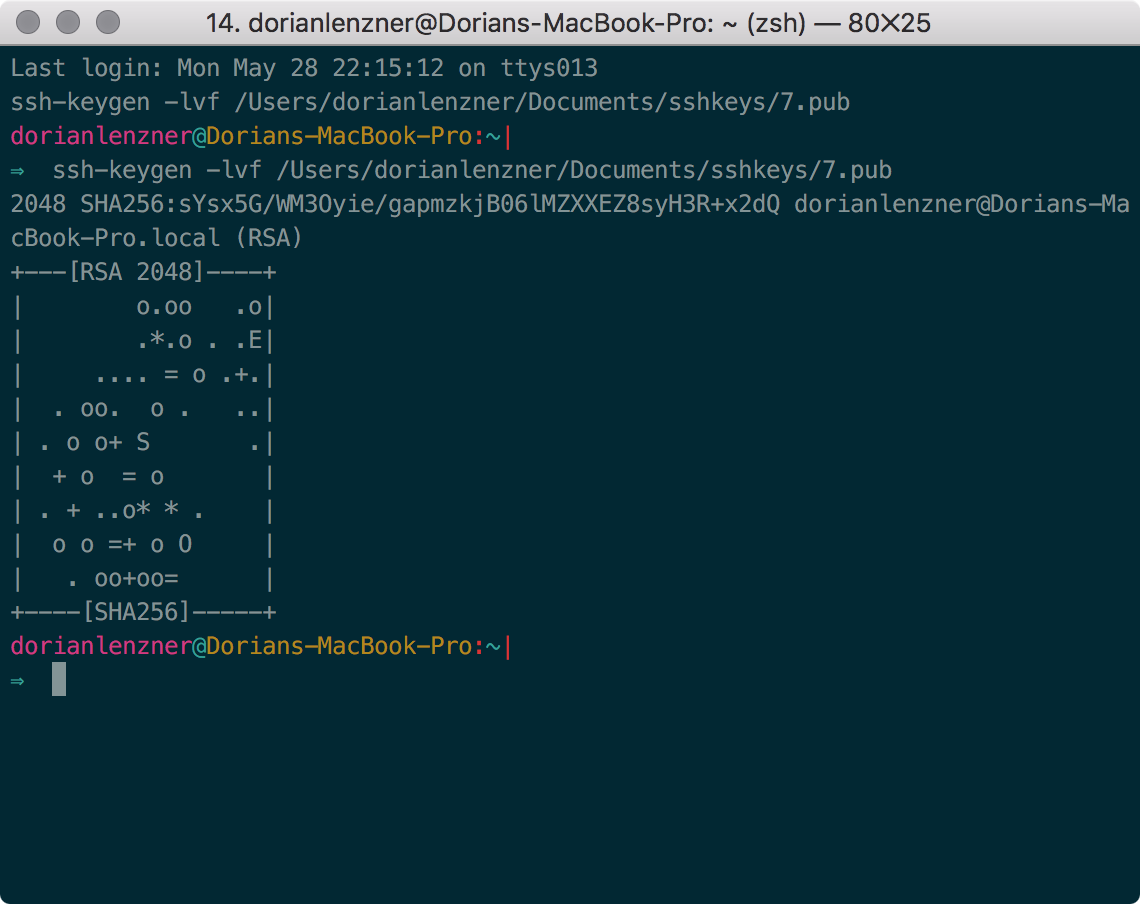 14. dorianlenzner@Dorians-MacBook-Pro: ~ (zsh) — 80×25
Last login: Mon May 28 22:15:12 on ttys013
ssh-keygen -lvf /Users/dorianlenzner/Documents/sshkeys/7.pub
dorianlenzner@Dorians-MacBook-Pro:~|
⇒  ssh-keygen -lvf /Users/dorianlenzner/Documents/sshkeys/7.pub
2048 SHA256:sYsx5G/WM3Oyie/gapmzkjB06lMZXXEZ8syH3R+x2dQ dorianlenzner@Dorians-Ma
cBook-Pro.local (RSA)
+---[RSA 2048]----+
|        o.oo   .o|
|        .*.o . .E|
|     .... = o .+.|
|  . oo.  o .   ..|
| . o o+ S       .|
|  + o  = o       |
| . + ..o* * .    |
|  o o =+ o O     |
|   . oo+oo=      |
+----[SHA256]-----+
dorianlenzner@Dorians-MacBook-Pro:~|
⇒